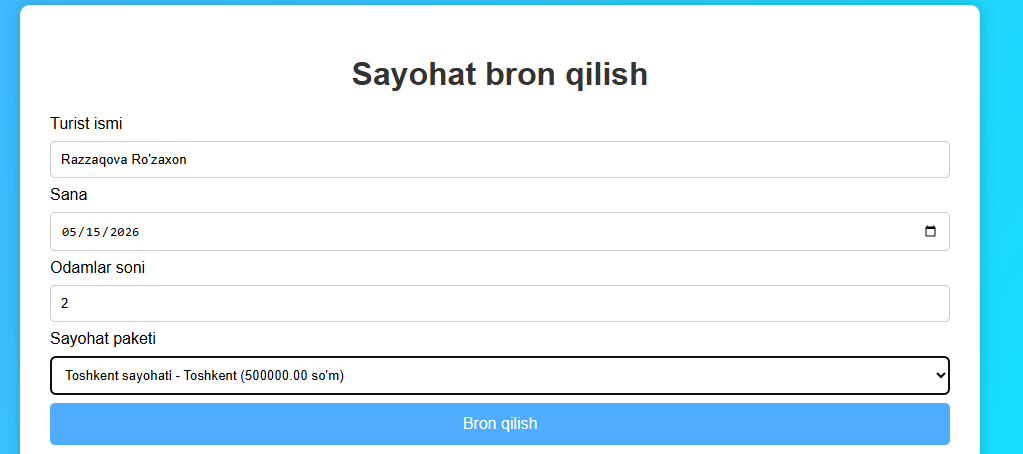 Sayohat bron qilish
Turist ismi
Razzaqova Ro'zaxon
Sana
05/15/2026
Odamlar soni
2
Sayohat paketi
Toshkent sayohati - Toshkent (500000.00 so'm)
Bron qilish